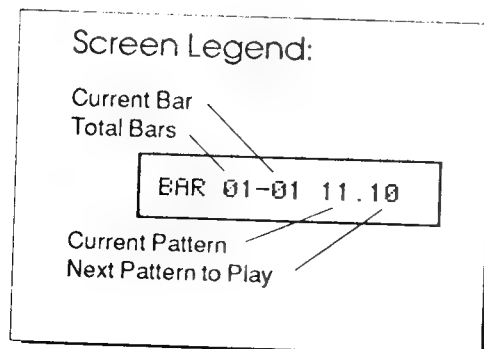 Screen Legend:
Current Bar
Total Bars
BAR 01-01 11.10
Current Pattern
Next Pattern to Play